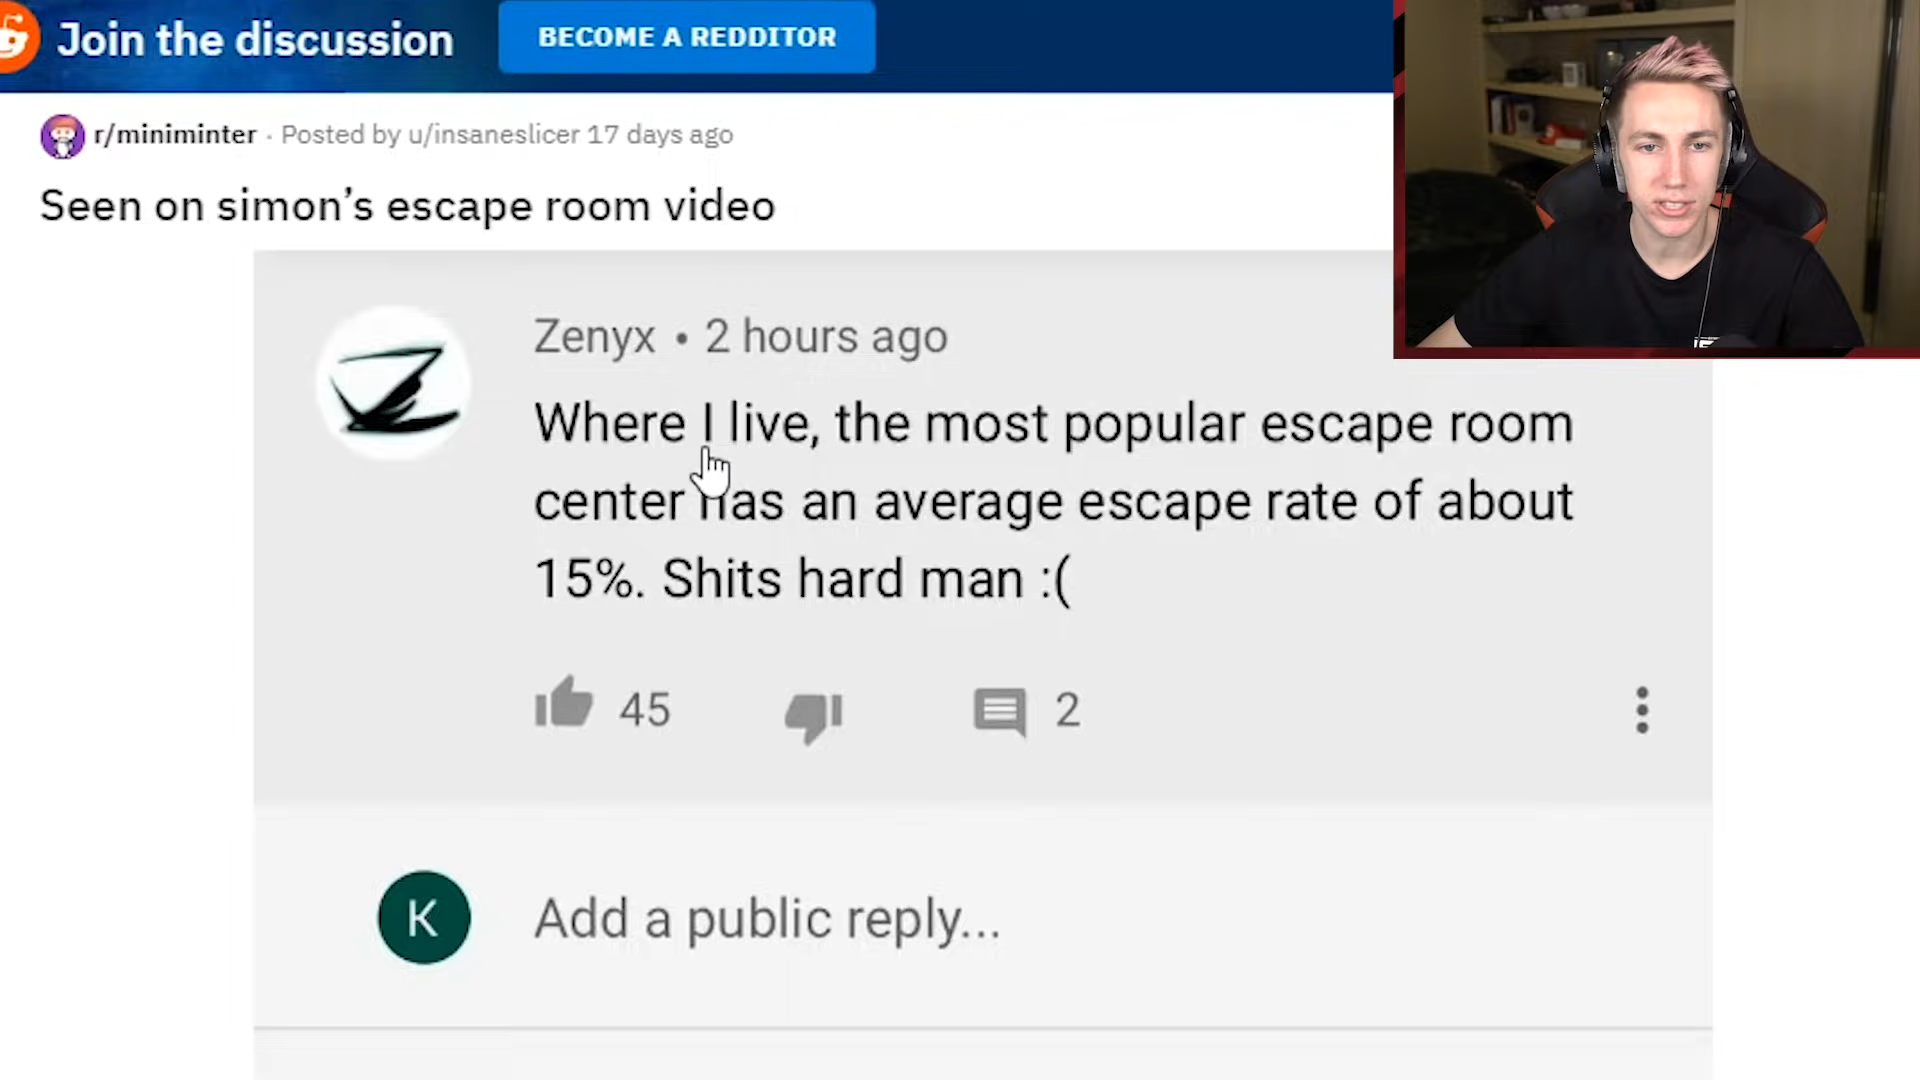 Join the discussion
BECOME A REDDITOR
r/miniminter · Posted by u/insaneslicer 17 days ago
Seen on simon’s escape room video
Zenyx • 2 hours ago
Where I live, the most popular escape room
center has an average escape rate of about
15%. Shits hard man :(
45
2
K
Add a public reply...